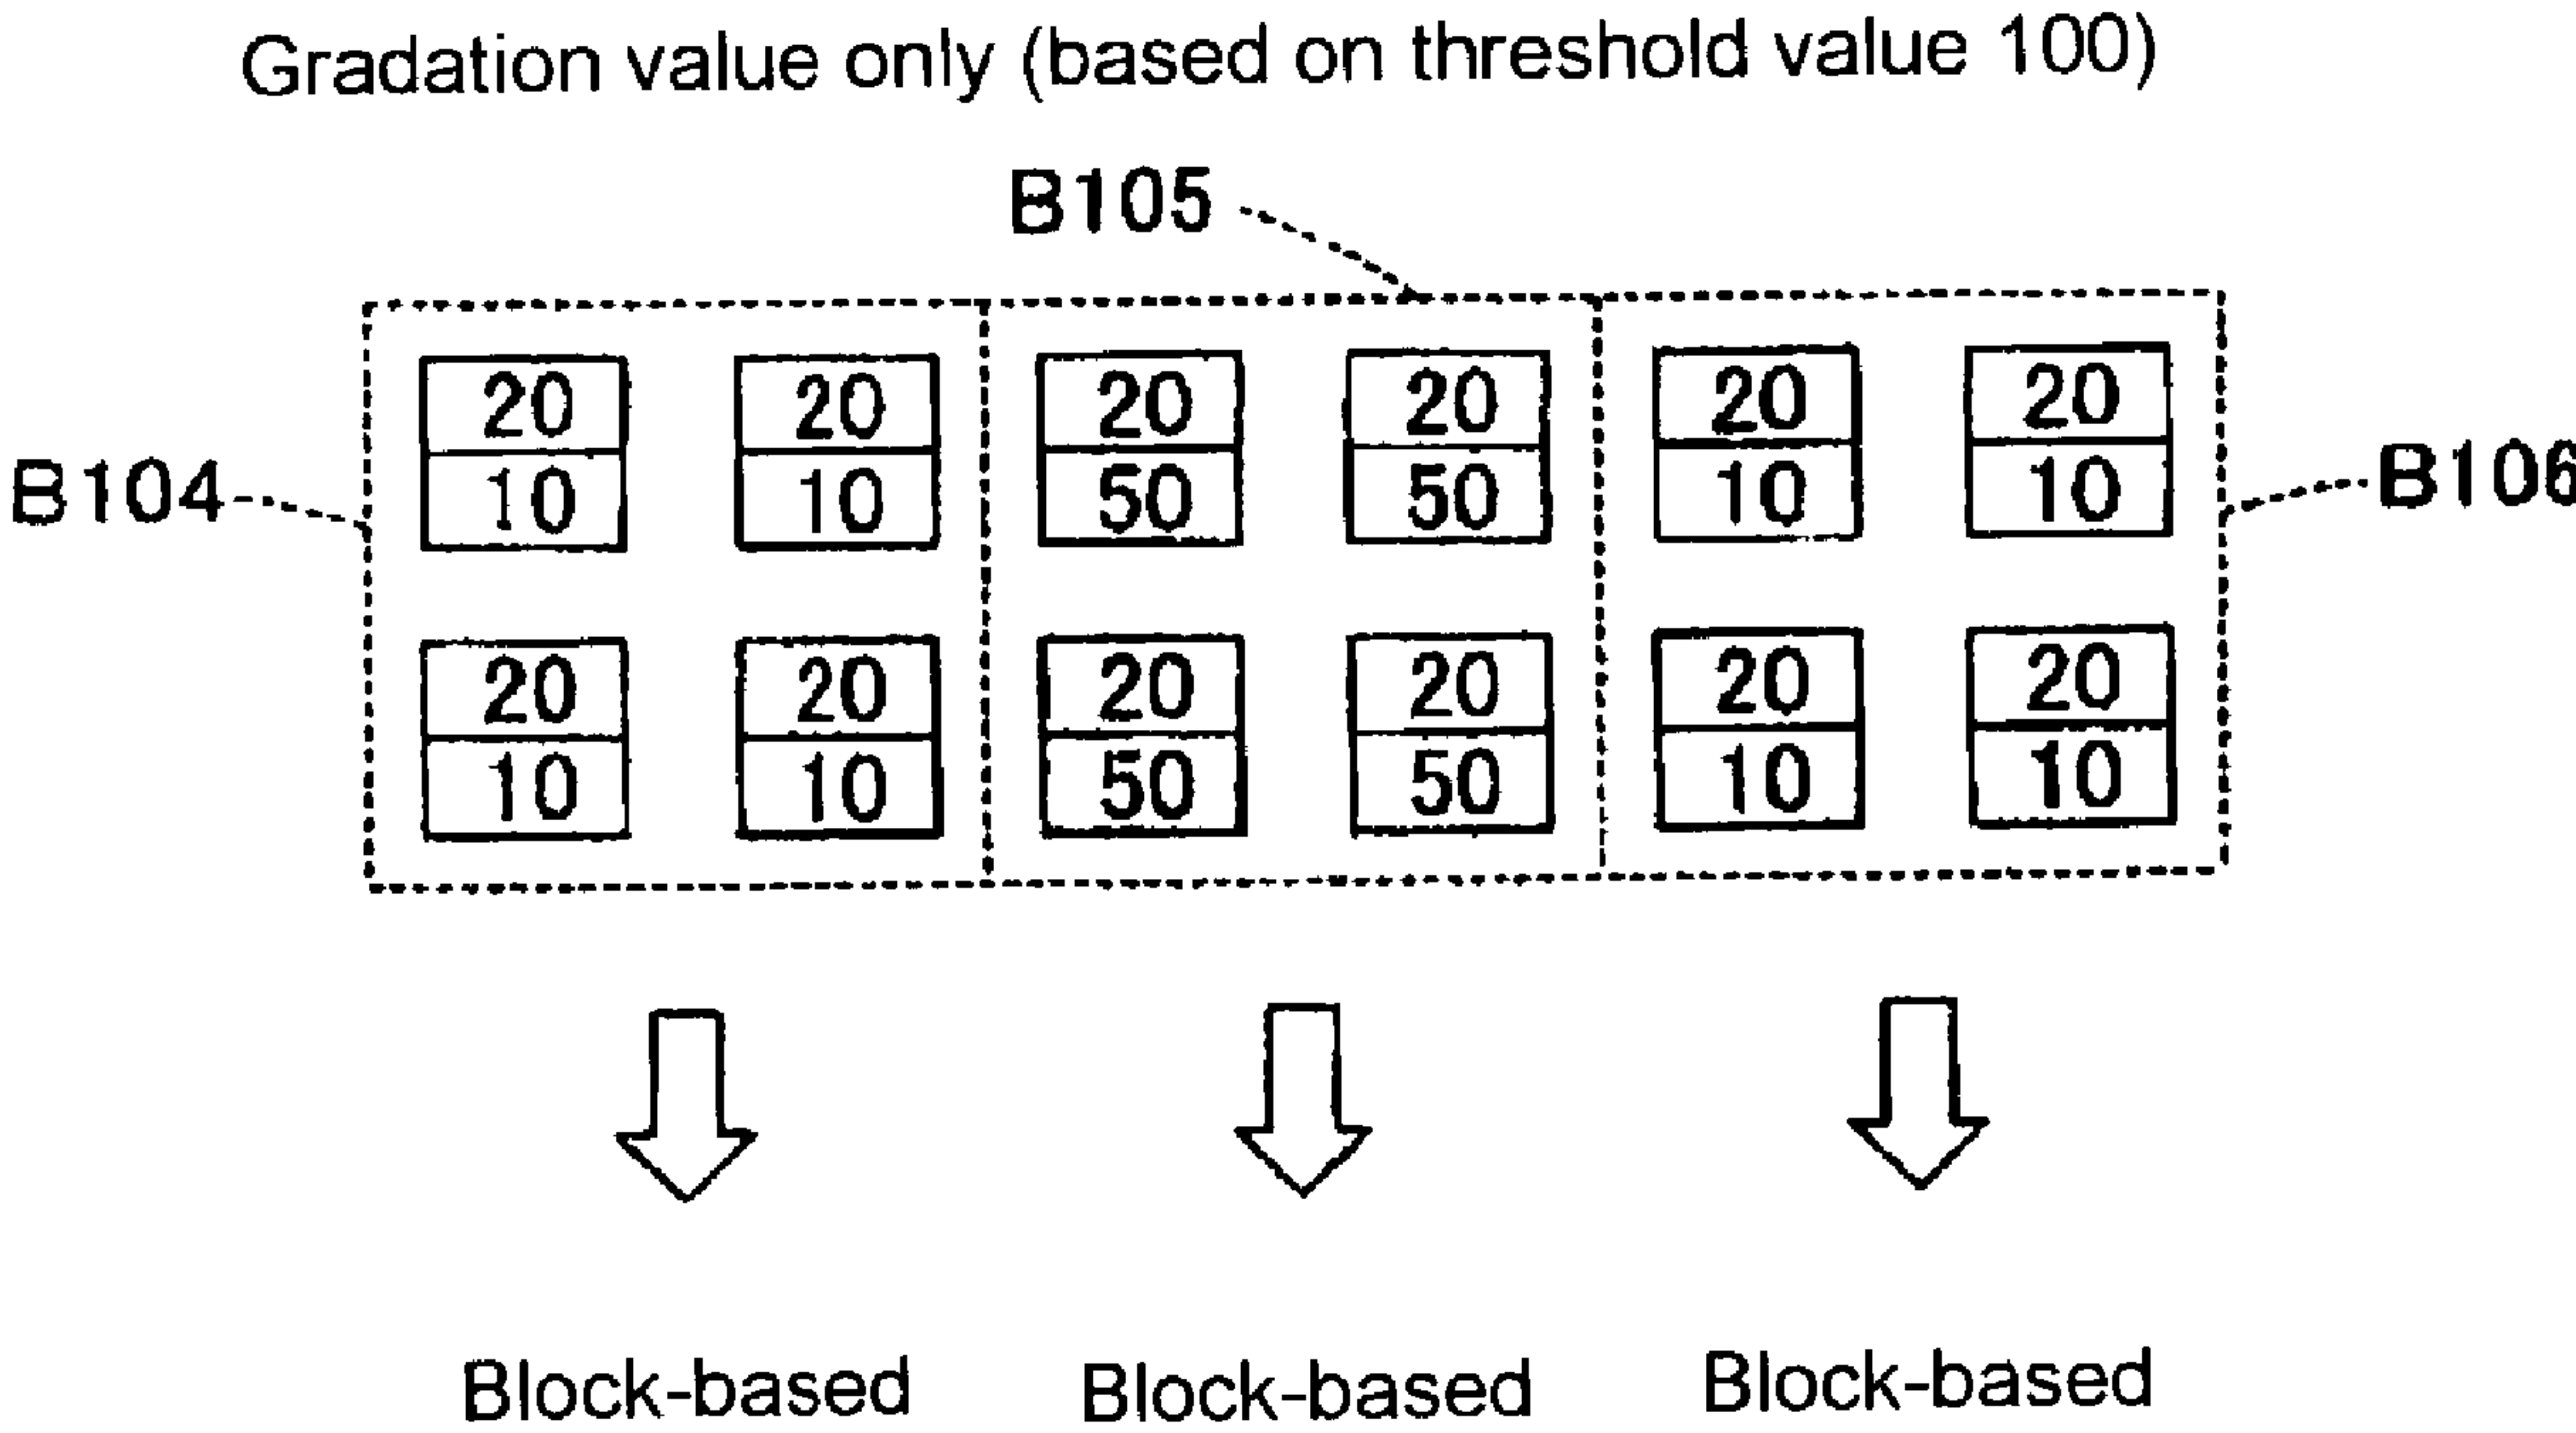 Gradation value only (based on threshold value 100)
B105
20 20 20 20 20 20
B104 10 10 50 50 10 10 B106
20 20 20 20 20 20
10 10 50 50 10 10
Block-based Block-based Block-based